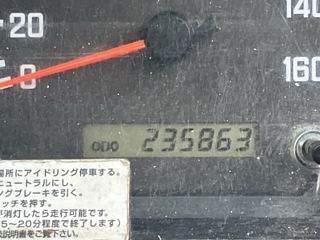 20
0
140
160
ODO 235863
場所にアイドリング停車する。
ニュートラルにし、
ングブレーキを引く。
ッチを押す。
が消灯したら走行可能です。
5〜20分程度で終了します)
説明書をご覧下さい。